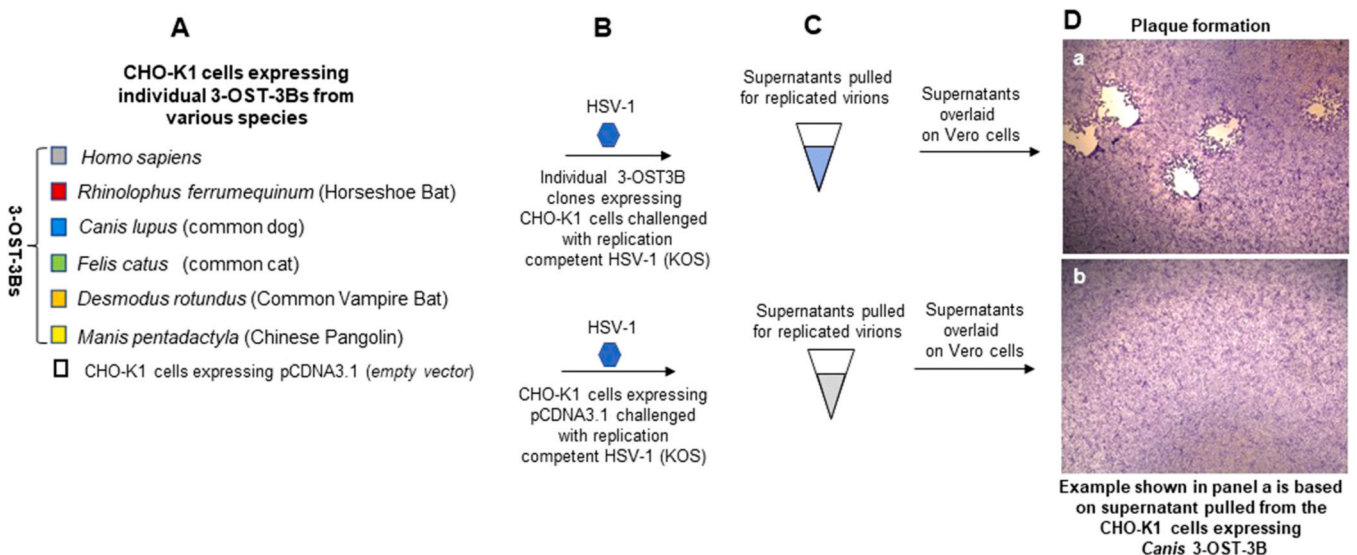 A
CHO-K1 cells expressing
individual 3-OST-3Bs from
various species
3-OST-3Bs
Homo sapiens
Rhinolophus ferrumequinum (Horseshoe Bat)
Canis lupus (common dog)
Felis catus (common cat)
Desmodus rotundus (Common Vampire Bat)
Manis pentadactyla (Chinese Pangolin)
CHO-K1 cells expressing pCDNA3.1 (empty vector)
B
HSV-1
Individual 3-OST3B
clones expressing
CHO-K1 cells challenged
with replication
competent HSV-1 (KOS)
HSV-1
CHO-K1 cells expressing
pCDNA3.1 challenged
with replication
competent HSV-1 (KOS)
C
Supernatants pulled
for replicated virions
Supernatants
overlaid
on Vero cells
Supernatants pulled
for replicated virions
Supernatants
overlaid
on Vero cells
D
Plaque formation
a
b
Example shown in panel a is based
on supernatant pulled from the
CHO-K1 cells expressing
Canis 3-OST-3B